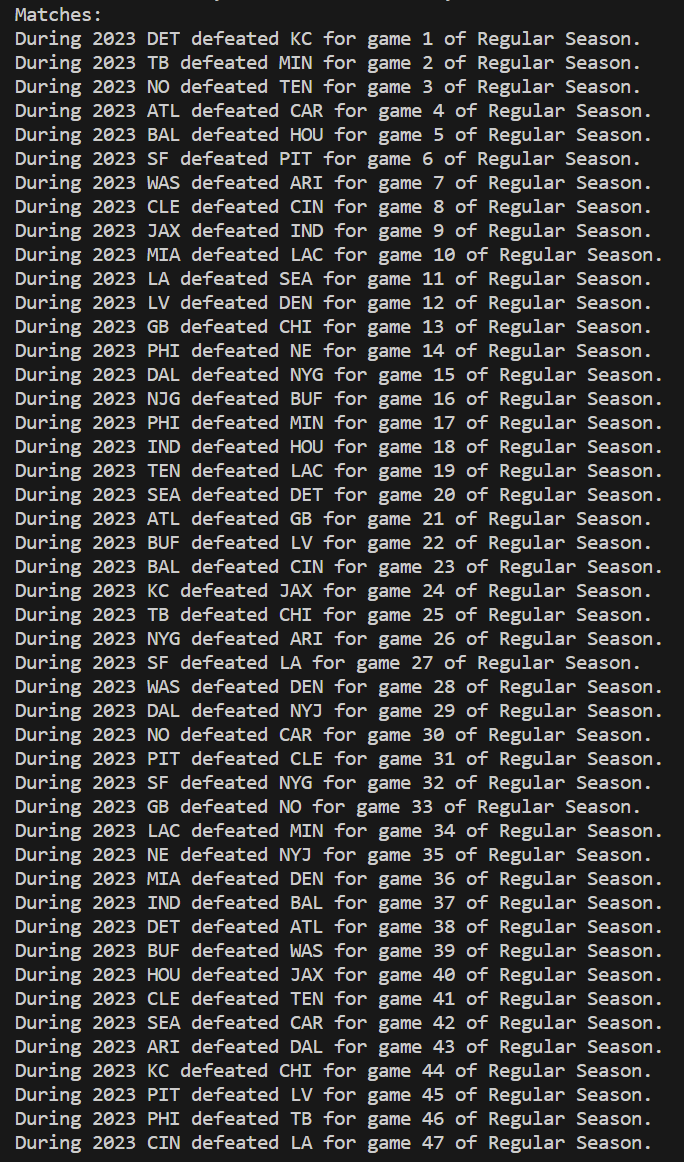 Matches:
During 2023 DET defeated KC for game 1 of Regular Season.
During 2023 TB defeated MIN for game 2 of Regular Season.
During 2023 NO defeated TEN for game 3 of Regular Season.
During 2023 ATL defeated CAR for game 4 of Regular Season.
During 2023 BAL defeated HOU for game 5 of Regular Season.
During 2023 SF defeated PIT for game 6 of Regular Season.
During 2023 WAS defeated ARI for game 7 of Regular Season.
During 2023 CLE defeated CIN for game 8 of Regular Season.
During 2023 JAX defeated IND for game 9 of Regular Season.
During 2023 MIA defeated LAC for game 10 of Regular Season.
During 2023 LA defeated SEA for game 11 of Regular Season.
During 2023 LV defeated DEN for game 12 of Regular Season.
During 2023 GB defeated CHI for game 13 of Regular Season.
During 2023 PHI defeated NE for game 14 of Regular Season.
During 2023 DAL defeated NYG for game 15 of Regular Season.
During 2023 NJG defeated BUF for game 16 of Regular Season.
During 2023 PHI defeated MIN for game 17 of Regular Season.
During 2023 IND defeated HOU for game 18 of Regular Season.
During 2023 TEN defeated LAC for game 19 of Regular Season.
During 2023 SEA defeated DET for game 20 of Regular Season.
During 2023 ATL defeated GB for game 21 of Regular Season.
During 2023 BUF defeated LV for game 22 of Regular Season.
During 2023 BAL defeated CIN for game 23 of Regular Season.
During 2023 KC defeated JAX for game 24 of Regular Season.
During 2023 TB defeated CHI for game 25 of Regular Season.
During 2023 NYG defeated ARI for game 26 of Regular Season.
During 2023 SF defeated LA for game 27 of Regular Season.
During 2023 WAS defeated DEN for game 28 of Regular Season.
During 2023 DAL defeated NYJ for game 29 of Regular Season.
During 2023 NO defeated CAR for game 30 of Regular Season.
During 2023 PIT defeated CLE for game 31 of Regular Season.
During 2023 SF defeated NYG for game 32 of Regular Season.
During 2023 GB defeated NO for game 33 of Regular Season.
During 2023 LAC defeated MIN for game 34 of Regular Season.
During 2023 NE defeated NYJ for game 35 of Regular Season.
During 2023 MIA defeated DEN for game 36 of Regular Season.
During 2023 IND defeated BAL for game 37 of Regular Season.
During 2023 DET defeated ATL for game 38 of Regular Season.
During 2023 BUF defeated WAS for game 39 of Regular Season.
During 2023 HOU defeated JAX for game 40 of Regular Season.
During 2023 CLE defeated TEN for game 41 of Regular Season.
During 2023 SEA defeated CAR for game 42 of Regular Season.
During 2023 ARI defeated DAL for game 43 of Regular Season.
During 2023 KC defeated CHI for game 44 of Regular Season.
During 2023 PIT defeated LV for game 45 of Regular Season.
During 2023 PHI defeated TB for game 46 of Regular Season.
During 2023 CIN defeated LA for game 47 of Regular Season.